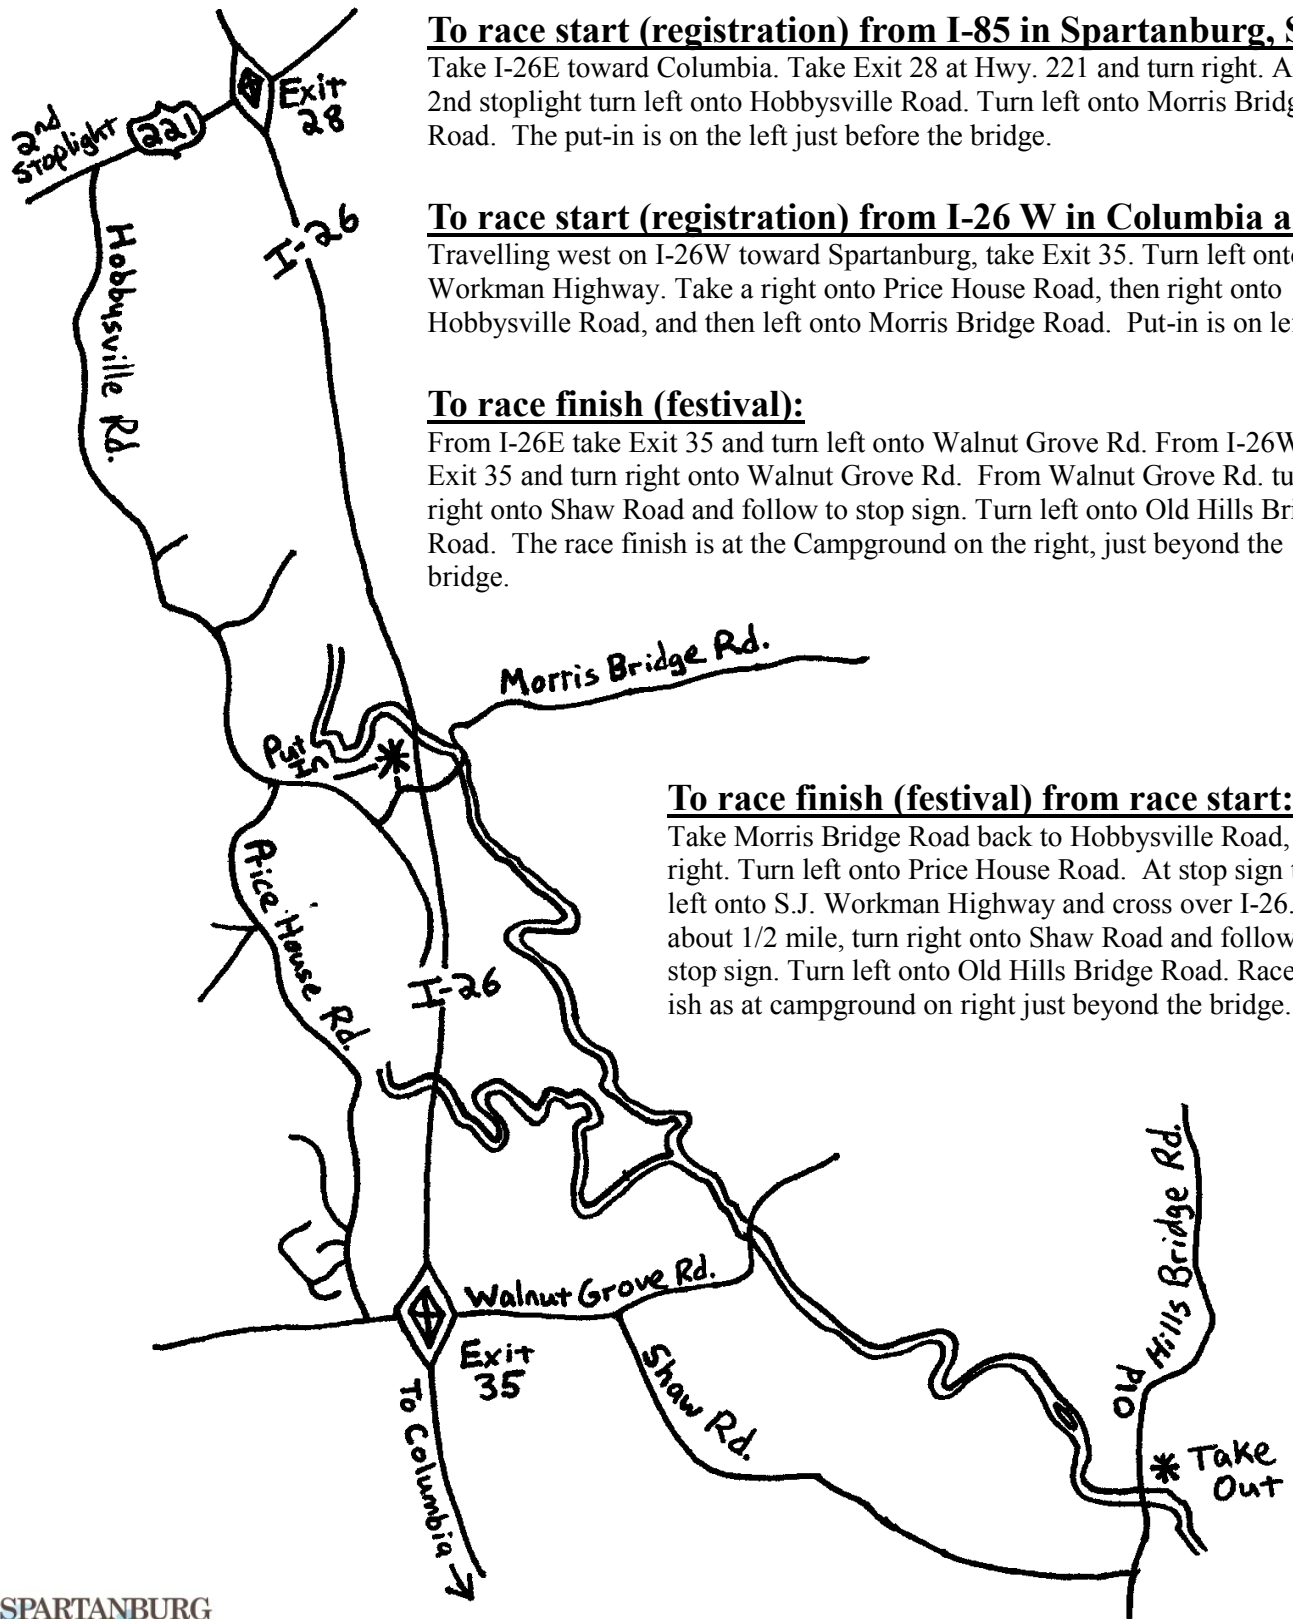 To race start (registration) from I-85 in Spartanburg, S
Take I-26E toward Columbia. Take Exit 28 at Hwy. 221 and turn right. A
2nd stoplight turn left onto Hobbysville Road. Turn left onto Morris Bridg
Road. The put-in is on the left just before the bridge.
To race start (registration) from I-26 W in Columbia a
Travelling west on I-26W toward Spartanburg, take Exit 35. Turn left onto
Workman Highway. Take a right onto Price House Road, then right onto
Hobbysville Road, and then left onto Morris Bridge Road. Put-in is on lef
To race finish (festival):
From I-26E take Exit 35 and turn left onto Walnut Grove Rd. From I-26W
Exit 35 and turn right onto Walnut Grove Rd. From Walnut Grove Rd. tu
right onto Shaw Road and follow to stop sign. Turn left onto Old Hills Bri
Road. The race finish is at the Campground on the right, just beyond the
bridge.
To race finish (festival) from race start:
Take Morris Bridge Road back to Hobbysville Road,
right. Turn left onto Price House Road. At stop sign t
left onto S.J. Workman Highway and cross over I-26.
about 1/2 mile, turn right onto Shaw Road and follow
stop sign. Turn left onto Old Hills Bridge Road. Race
ish as at campground on right just beyond the bridge.
Exit
28
2nd
Stoplight
221
I-26
Hobbysville Rd.
Morris Bridge Rd.
Put
In
Price House Rd.
I-26
Walnut Grove Rd.
Exit
35
Shaw Rd.
Old Hills Bridge Rd.
Take
Out
To Columbia
SPARTANBURG